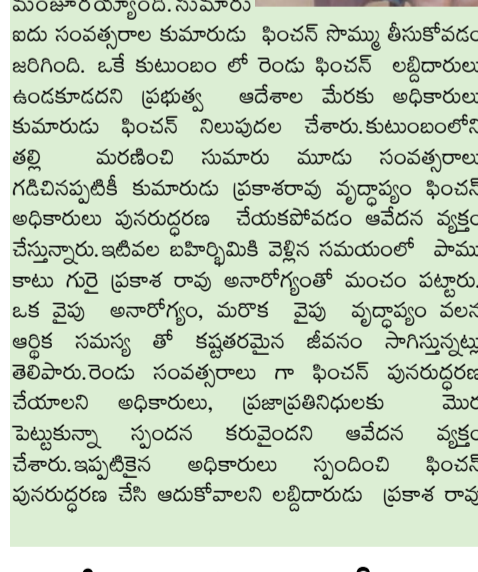 మంజూరయ్యాంది. సుమారు
ఐదు సంవత్సరాల కుమారుడు ఫించన్ సొమ్ము తీసుకోవడం
జరిగింది. ఒకే కుటుంబం లో రెండు ఫించన్ లబ్దిదారులు
ఉండకూడదని ప్రభుత్వ ఆదేశాల మేరకు అధికారులు
కుమారుడు ఫించన్ నిలుపుదల చేశారు.కుటుంబంలోని
తల్లి మరణించి సుమారు మూడు సంవత్సరాలు
గడిచినప్పటికీ కుమారుడు ప్రకాశరావు వృద్ధాప్యం ఫించన్
అధికారులు పునరుద్ధరణ చేయకపోవడం ఆవేదన వ్యక్తం
చేస్తున్నారు.ఇటివల బహిర్భిమికి వెళ్లిన సమయంలో పాము
కాటు గురై ప్రకాశ రావు అనారోగ్యంతో మంచం పట్టారు.
ఒక వైపు అనారోగ్యం, మరొక వైపు వృద్ధాప్యం వలన
ఆర్థిక సమస్య తో కష్టతరమైన జీవనం సాగిస్తున్నట్లు
తెలిపారు.రెండు సంవత్సరాలు గా ఫించన్ పునరుద్ధరణ
చేయాలని అధికారులు, ప్రజాప్రతినిధులకు మొర
పెట్టుకున్నా స్పందన కరువైందని ఆవేదన వ్యక్తం
చేశారు.ఇప్పటికైన అధికారులు స్పందించి ఫించన్
పునరుద్ధరణ చేసి ఆదుకోవాలని లబ్దిదారుడు ప్రకాశ రావు